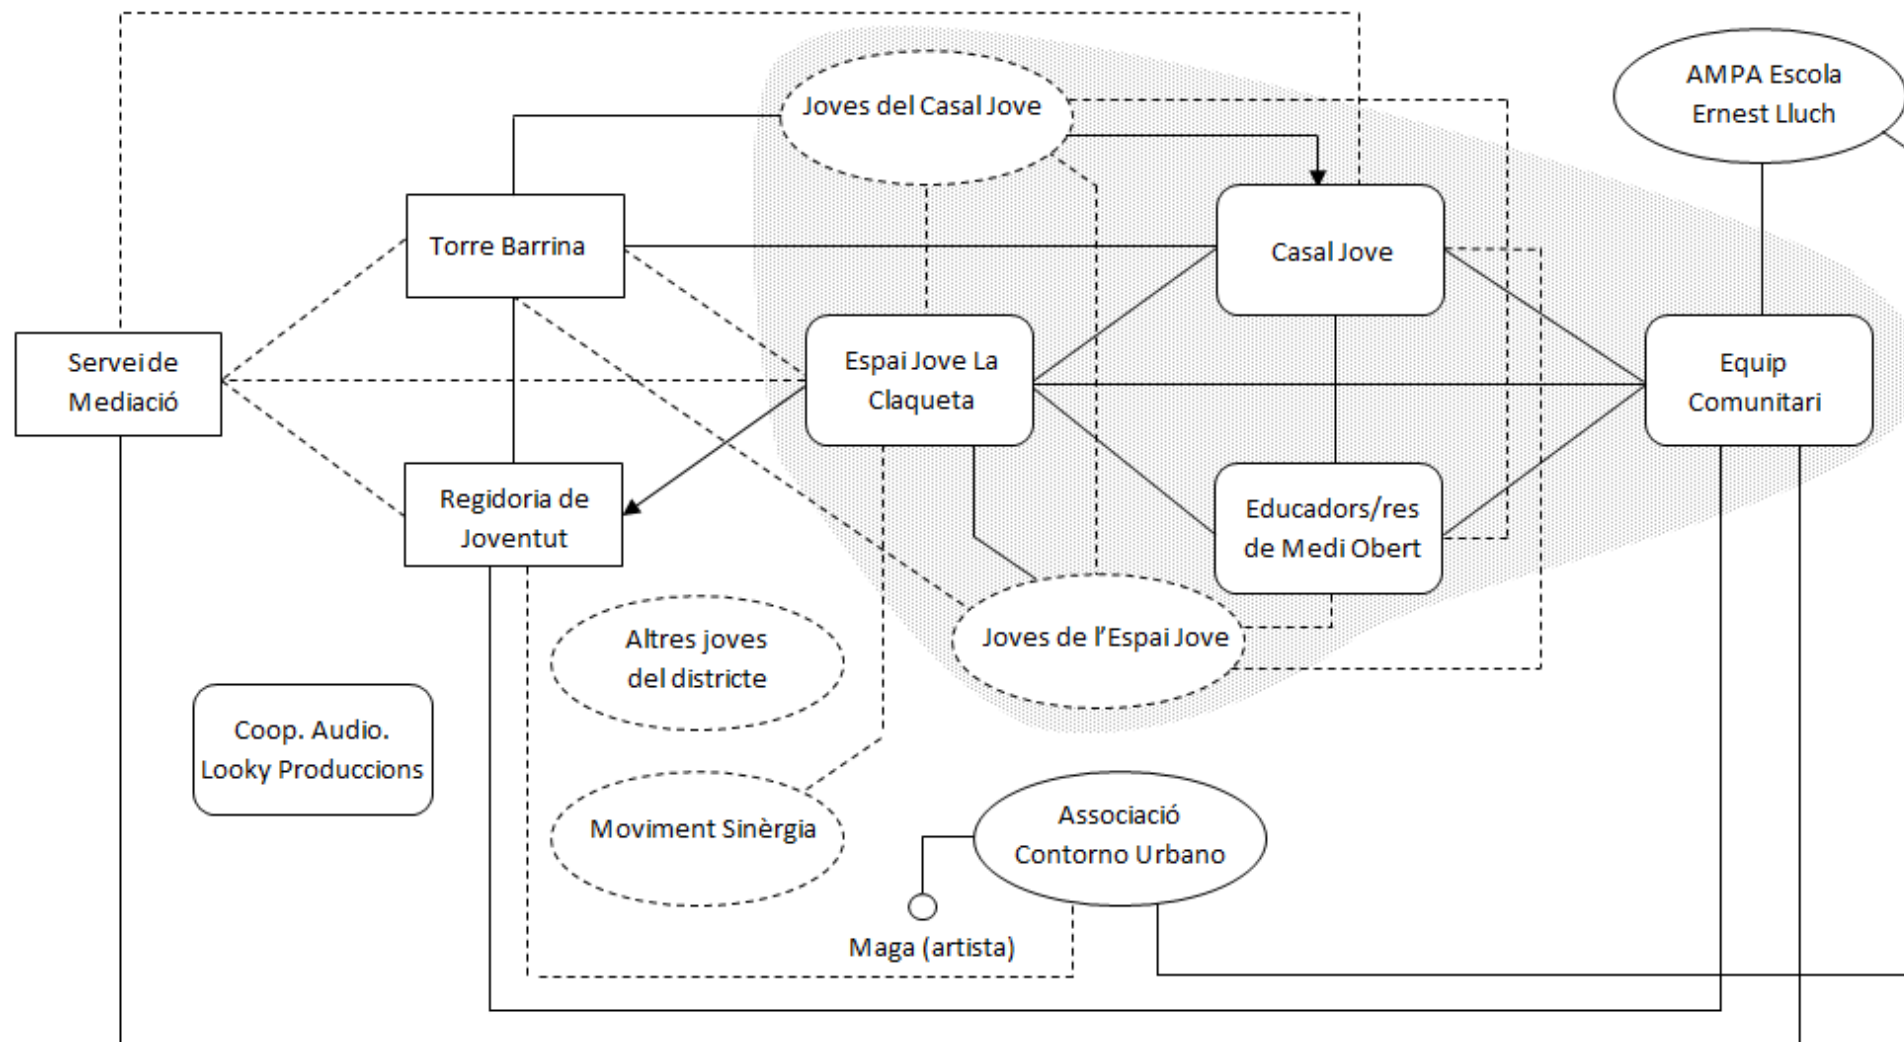 AMPA Escola
Ernest Lluch
Joves del Casal Jove
Torre Barrina
Casal Jove
Servei de
Mediació
Espai Jove La
Claqueta
Equip
Comunitari
Regidoria de
Joventut
Educadors/res
de Medi Obert
Altres joves
del districte
Joves de l'Espai Jove
Coop. Audio.
Looky Produccions
Moviment Sinèrgia
Associació
Contorno Urbano
Maga (artista)